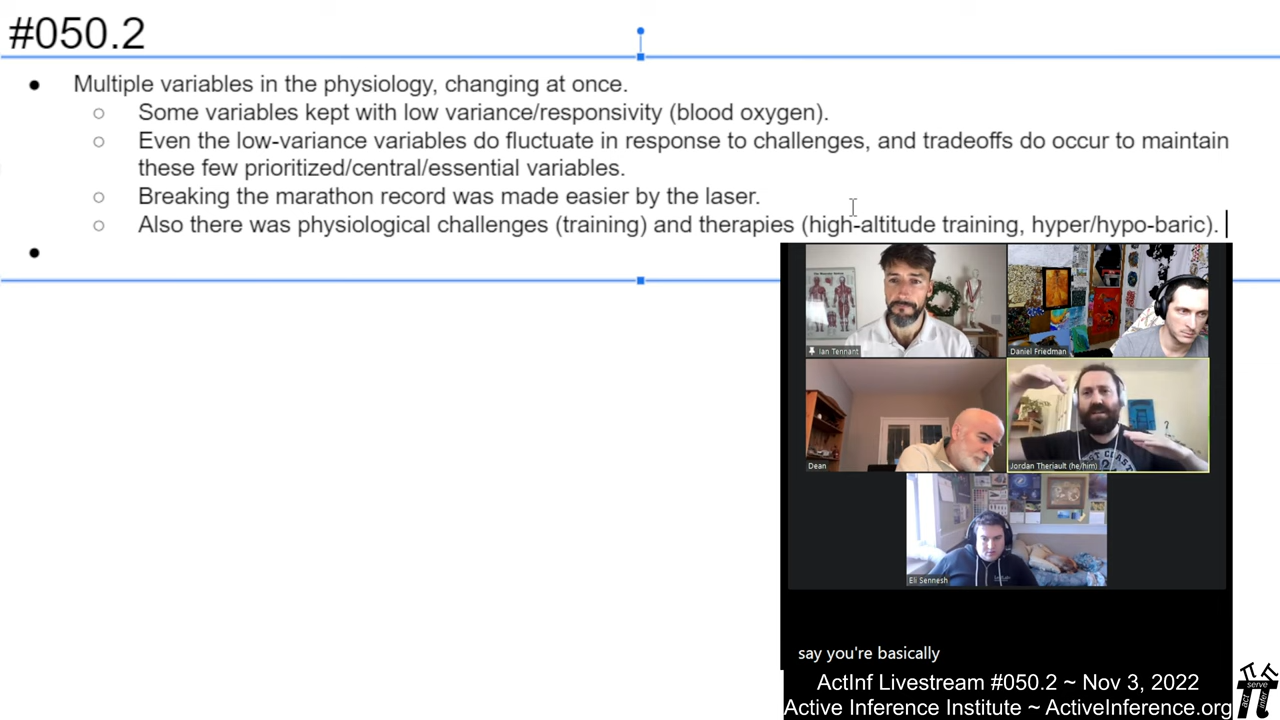 #050.2
● Multiple variables in the physiology, changing at once.
○ Some variables kept with low variance/responsivity (blood oxygen).
○ Even the low-variance variables do fluctuate in response to challenges, and tradeoffs do occur to maintain
these few prioritized/central/essential variables.
○ Breaking the marathon record was made easier by the laser.
○ Also there was physiological challenges (training) and therapies (high-altitude training, hyper/hypo-baric).
●
Ian Tennant
Daniel Friedman
Dean
Jordan Theriault (he/him)
Eli Sennesh
say you're basically
ActInf Livestream #050.2 ~ Nov 3, 2022
Active Inference Institute ~ ActiveInference.org
act serve infer